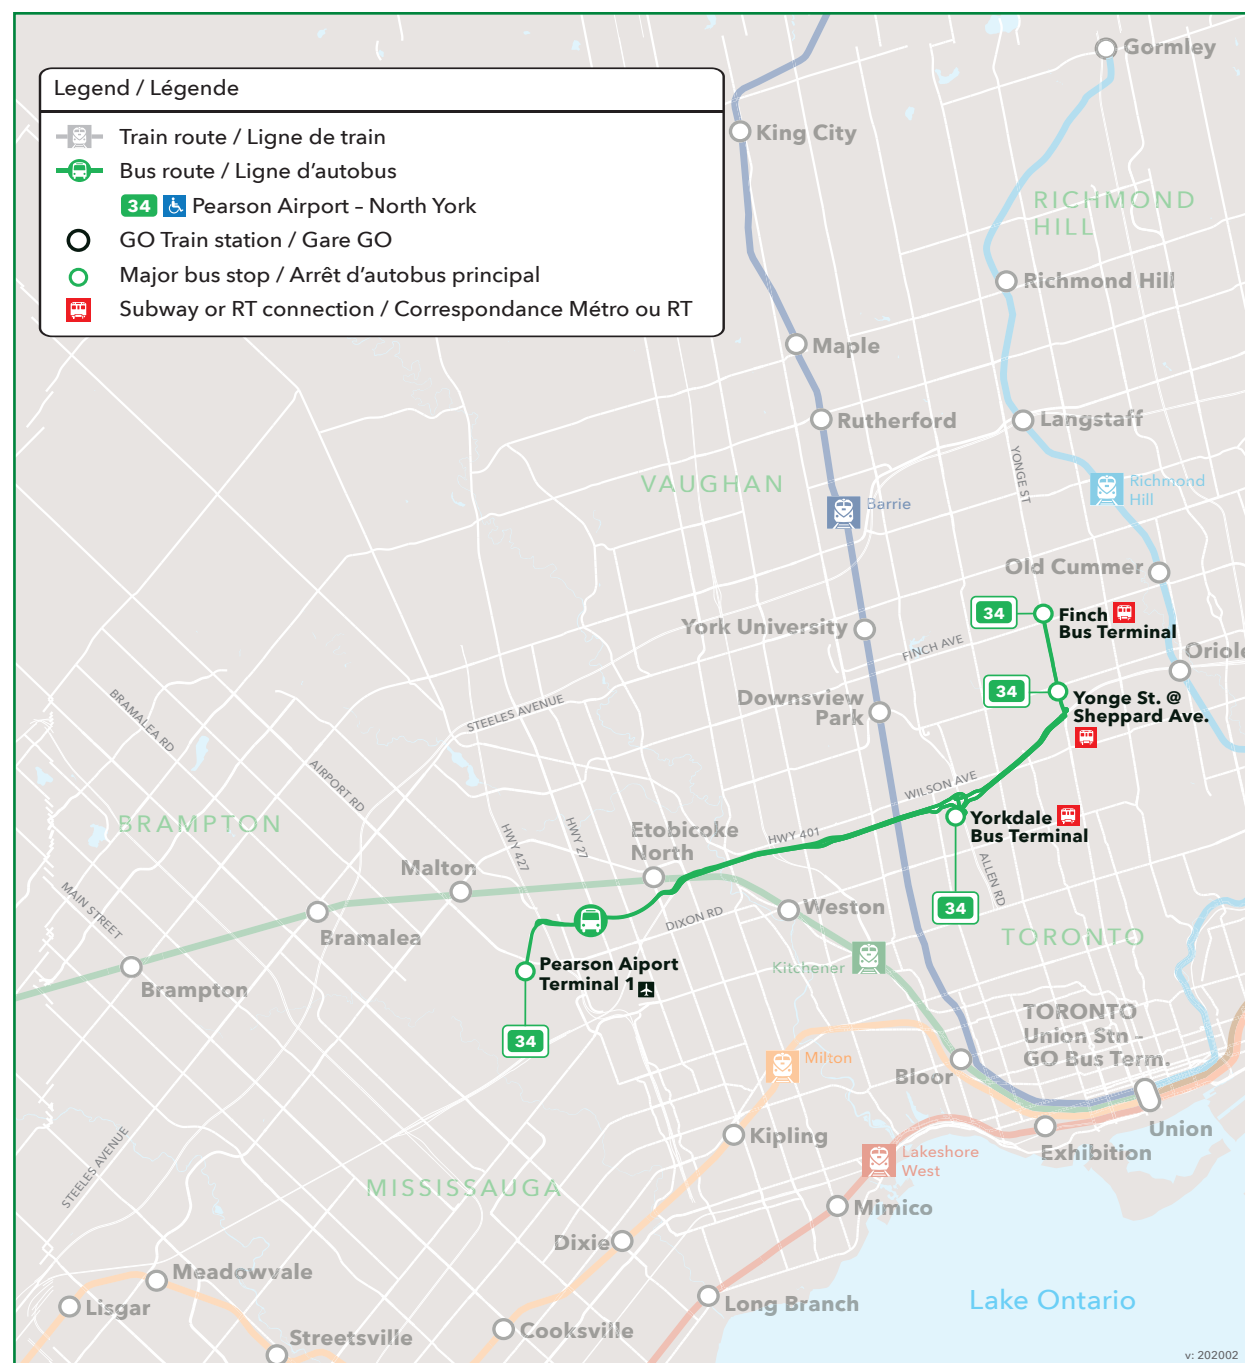 Legend / Légende
Train route / Ligne de train
Bus route / Ligne d'autobus
34 Pearson Airport – North York
GO Train station / Gare GO
Major bus stop / Arrêt d'autobus principal
Subway or RT connection / Correspondance Métro ou RT
Gormley
King City
RICHMOND
HILL
Richmond Hill
Maple
Rutherford
Langstaff
YONGE ST
VAUGHAN
Richmond
Hill
Barrie
Old Cummer
34
Finch
Bus Terminal
York University
FINCH AVE
Oriole
34
Yonge St. @
Sheppard Ave.
Downsview
Park
STEELES AVENUE
BRAMALEA RD
AIRPORT RD
WILSON AVE
BRAMPTON
HWY 427
HWY 27
Etobicoke
North
HWY 401
Yorkdale
Bus Terminal
ALLEN RD
Malton
MAIN STREET
34
Weston
DIXON RD
Bramalea
TORONTO
Pearson Aiport
Terminal 1
Kitchener
Brampton
34
TORONTO
Union Stn –
GO Bus Term.
Milton
Bloor
Union
Kipling
Exhibition
Lakeshore
West
STEELES AVENUE
MISSISSAUGA
Mimico
Dixie
Meadowvale
Lisgar
Long Branch
Lake Ontario
Cooksville
Streetsville
v: 202002